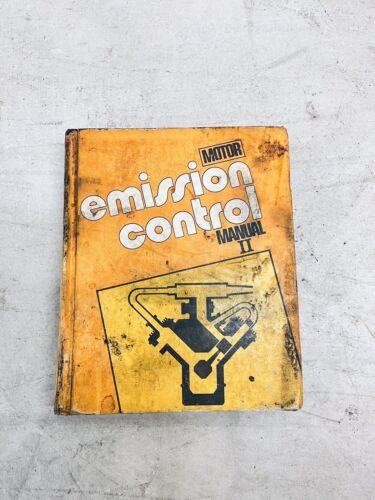 MOTOR
emission
control
MANUAL
II